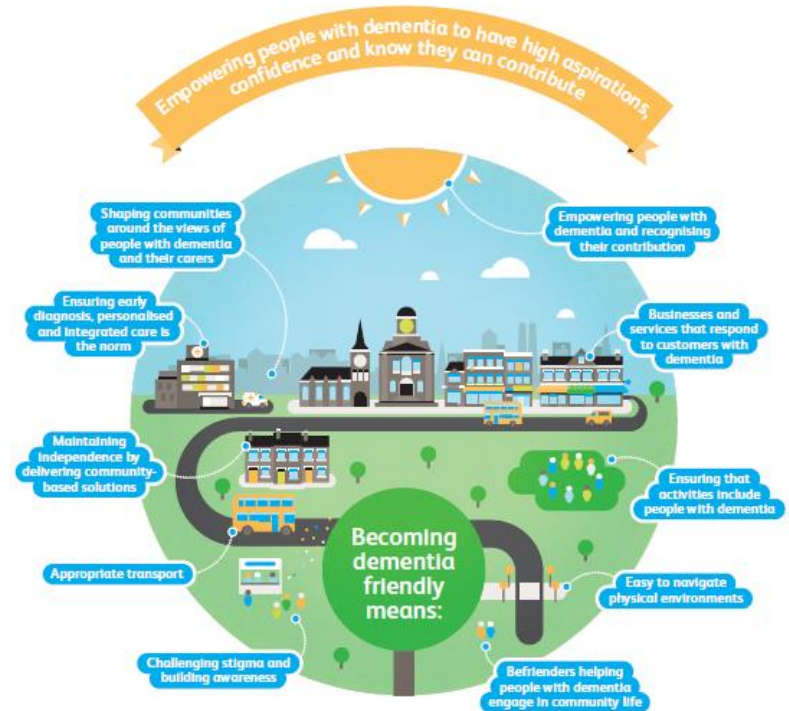 Empowering people with dementia to have high aspirations,
confidence and know they can contribute
Shaping communities
around the views of
people with dementia
and their carers
Empowering people with
dementia and recognising
their contribution
Ensuring early
diagnosis, personalised
and integrated care is
the norm
Businesses and
services that respond
to customers with
dementia
Maintaining
independence by
delivering community-
based solutions
Ensuring that
activities include
people with dementia
Becoming
dementia
friendly
means:
Appropriate transport
Easy to navigate
physical environments
Challenging stigma and
building awareness
Befrienders helping
people with dementia
engage in community life